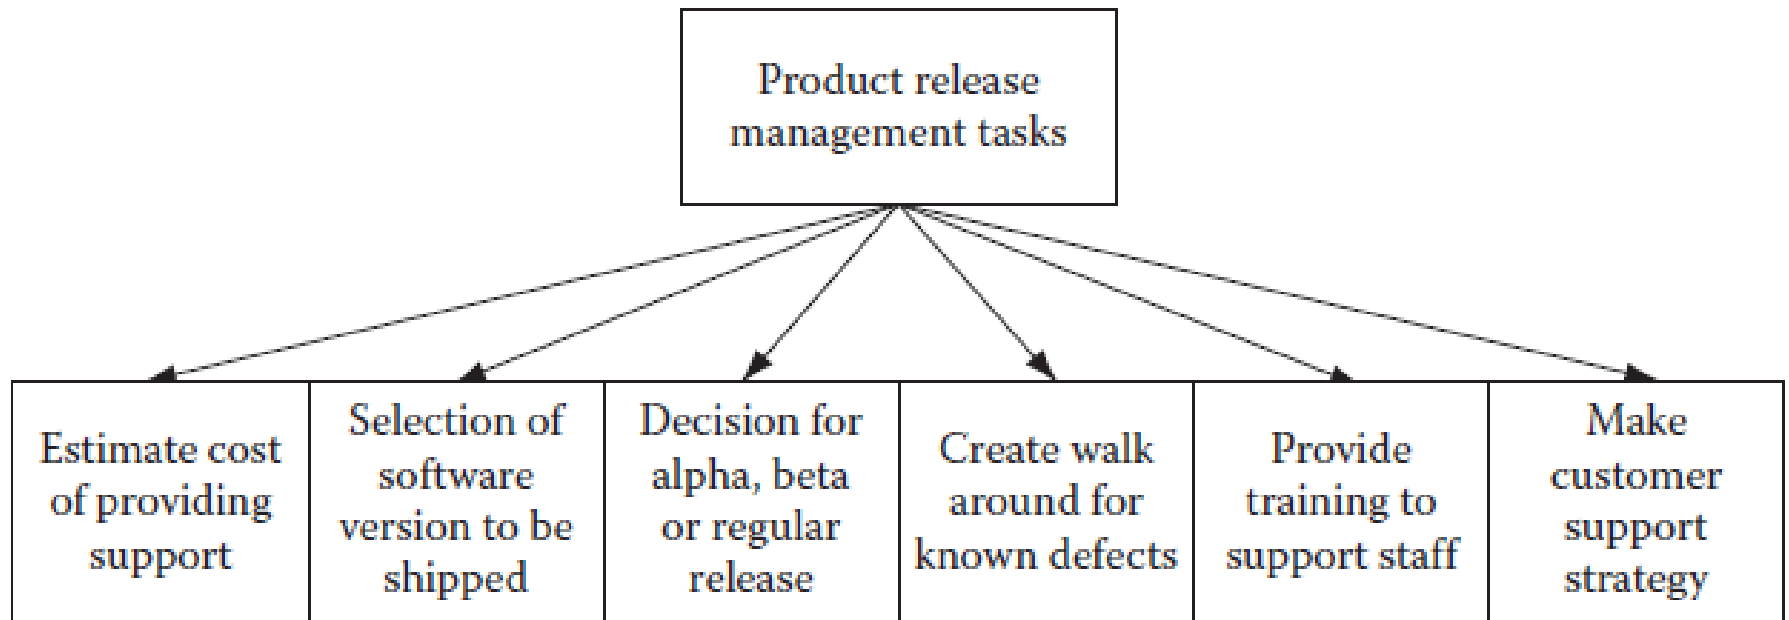 Product release
management tasks
Estimate cost
of providing
support
Selection of
software
version to be
shipped
Decision for
alpha, beta
or regular
release
Create walk
around for
known defects
Provide
training to
support staff
Make
customer
support
strategy